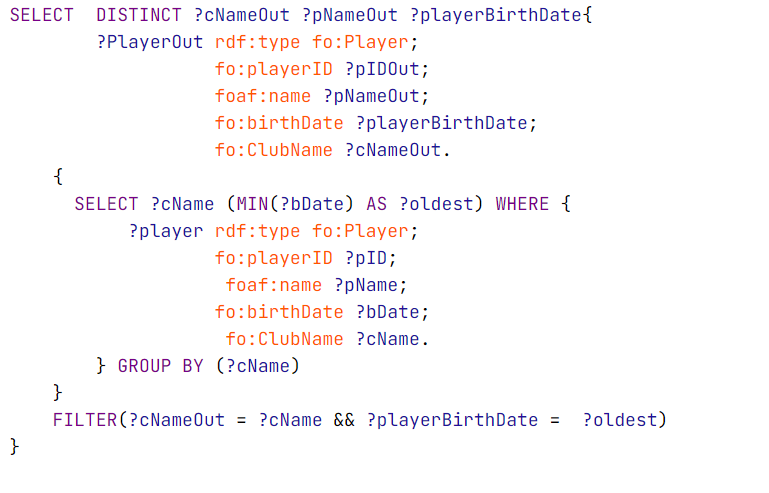 SELECT  DISTINCT ?cNameOut ?pNameOut ?playerBirthDate{
        ?PlayerOut rdf:type fo:Player;
                   fo:playerID ?pIDOut;
                   foaf:name ?pNameOut;
                   fo:birthDate ?playerBirthDate;
                   fo:ClubName ?cNameOut.
    {
      SELECT ?cName (MIN(?bDate) AS ?oldest) WHERE {
           ?player rdf:type fo:Player;
                   fo:playerID ?pID;
                    foaf:name ?pName;
                   fo:birthDate ?bDate;
                    fo:ClubName ?cName.
        } GROUP BY (?cName)
    }
    FILTER(?cNameOut = ?cName && ?playerBirthDate =  ?oldest)
}